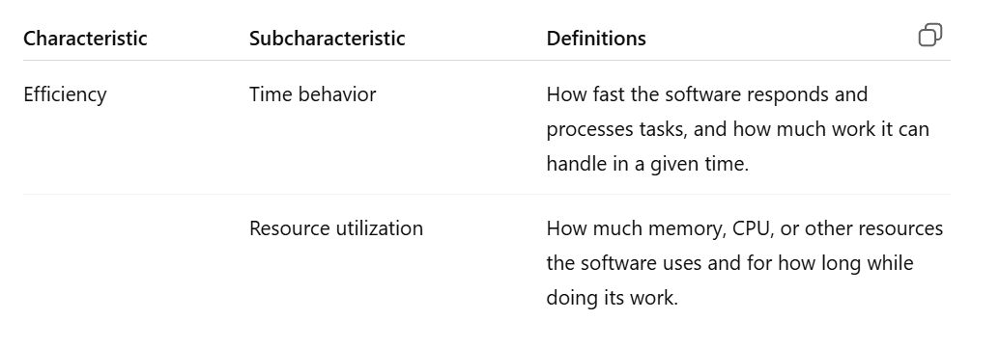 Characteristic Subcharacteristic Definitions
Efficiency Time behavior How fast the software responds and
processes tasks, and how much work it can
handle in a given time.
Resource utilization How much memory, CPU, or other resources
the software uses and for how long while
doing its work.